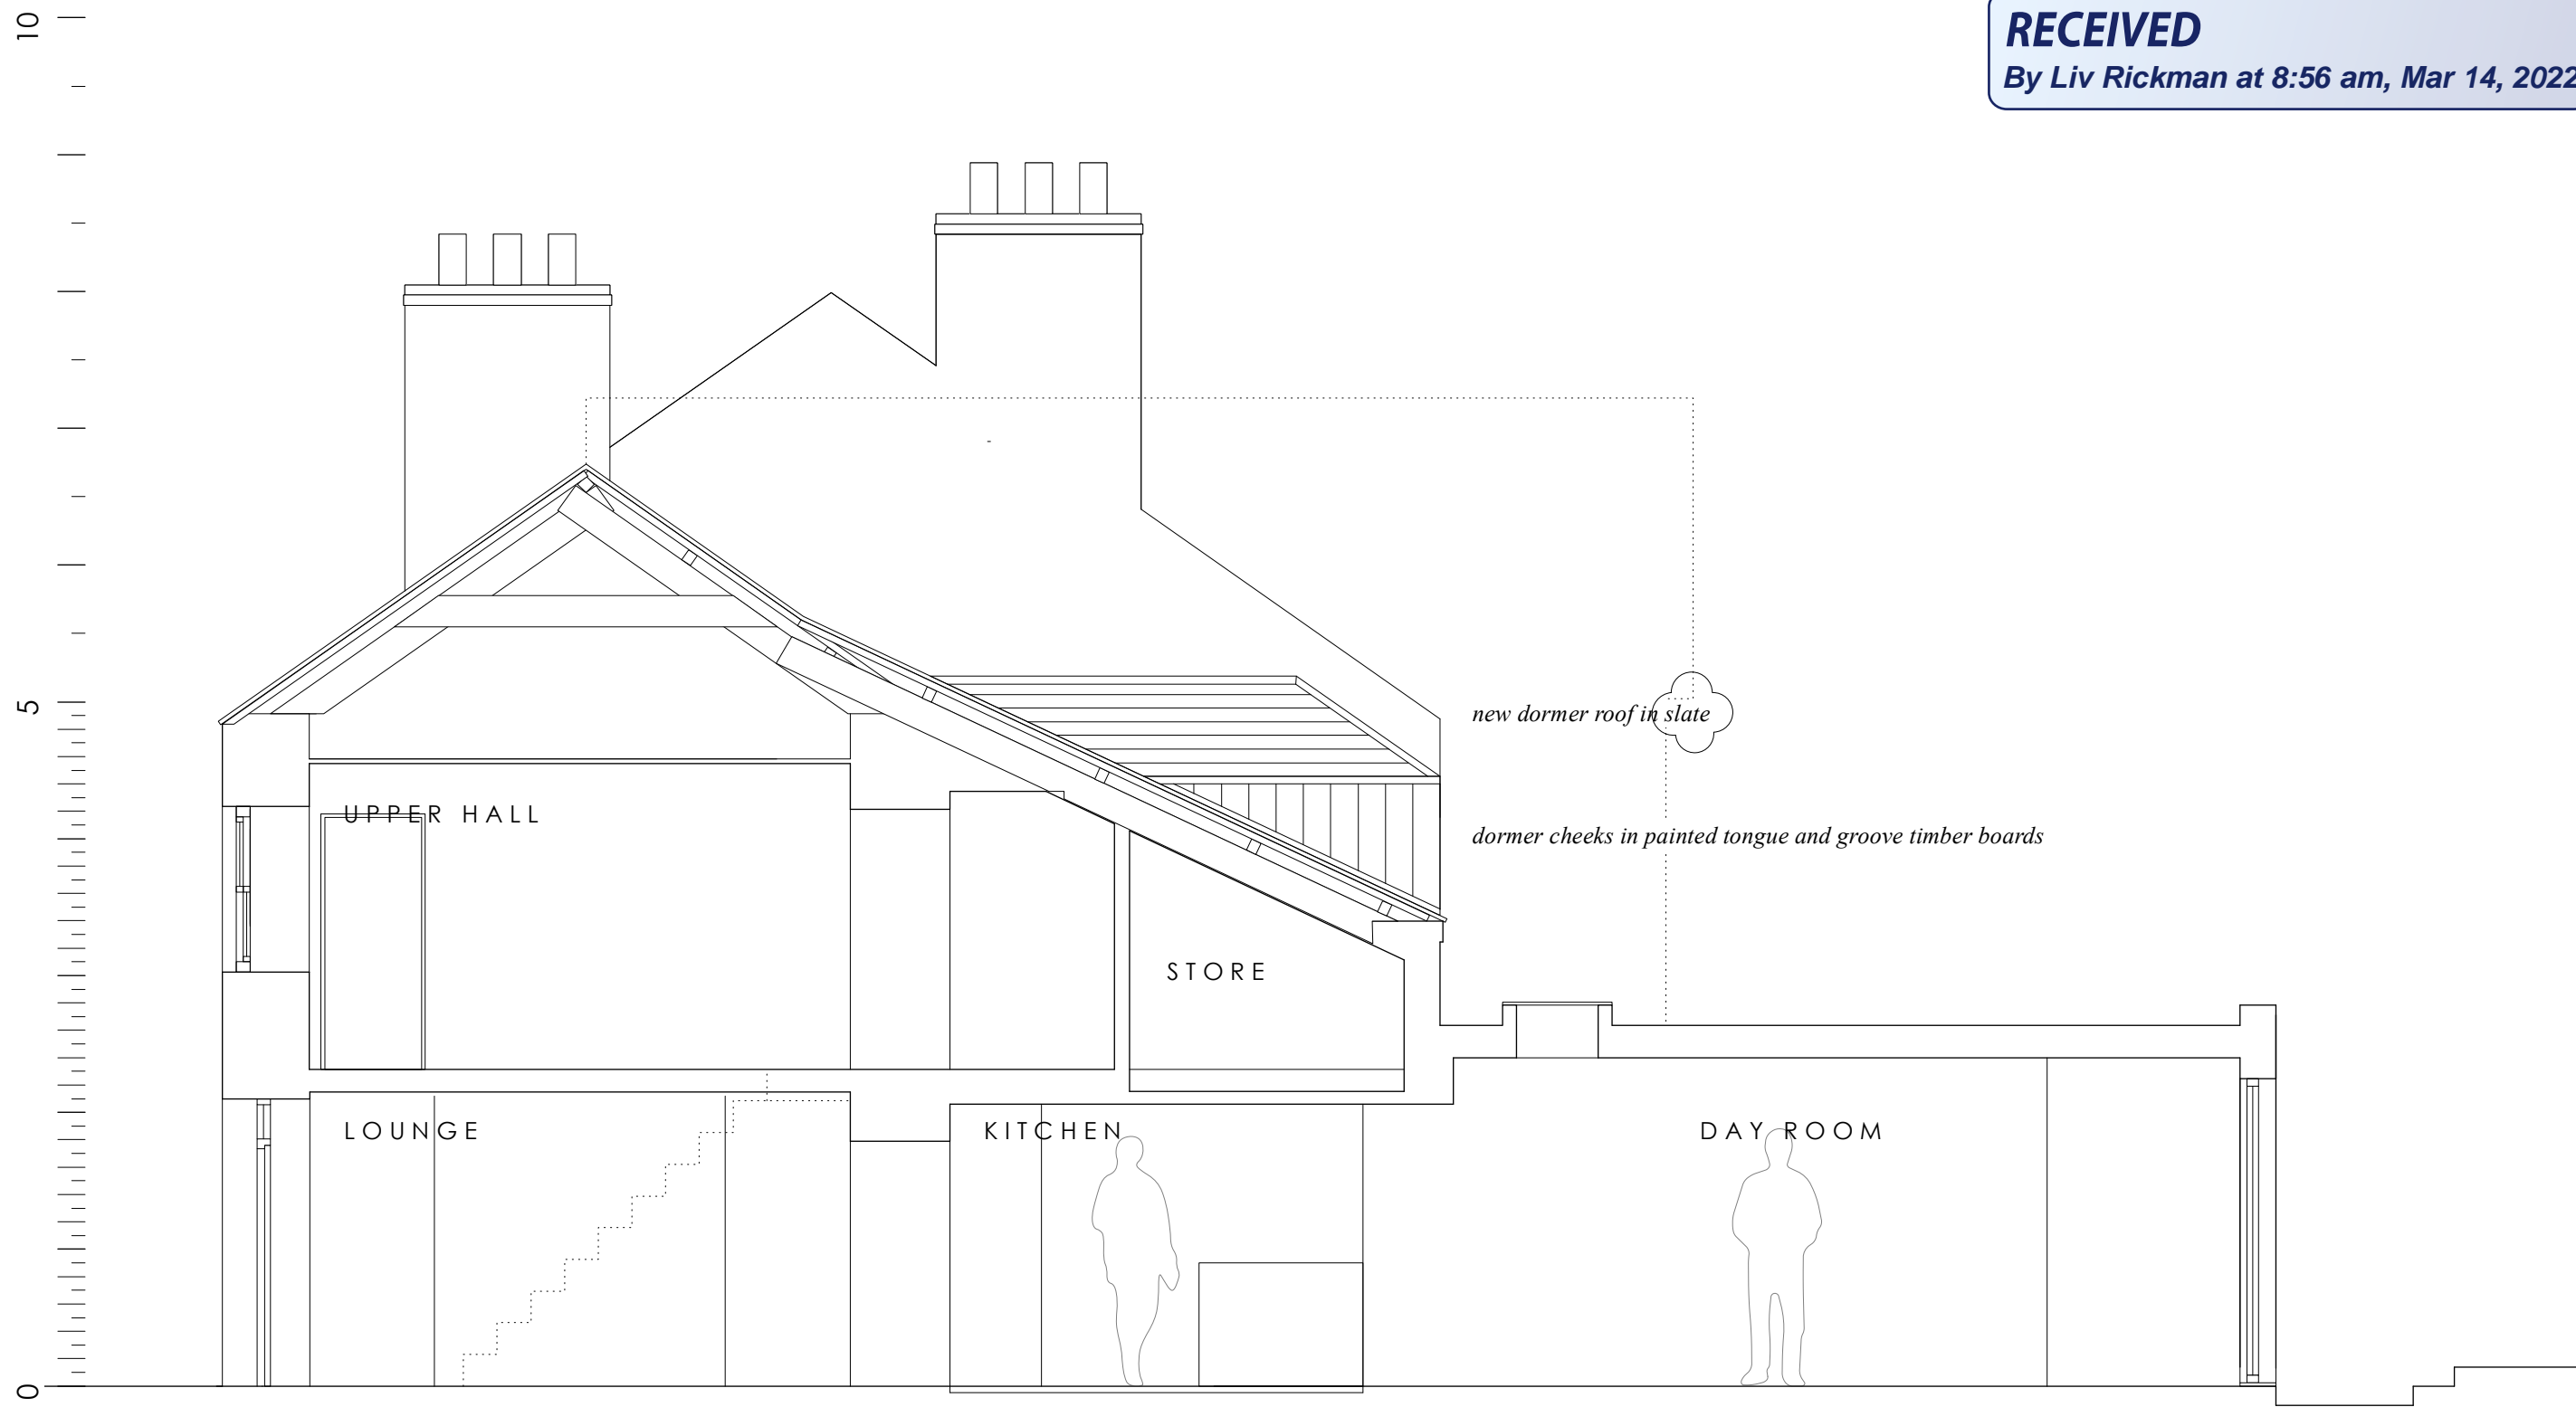 10
RECEIVED
By Liv Rickman at 8:56 am, Mar 14, 2022
5
new dormer roof in slate
UPPER HALL
dormer cheeks in painted tongue and groove timber boards
STORE
LOUNGE
KITCHEN
DAY ROOM
0